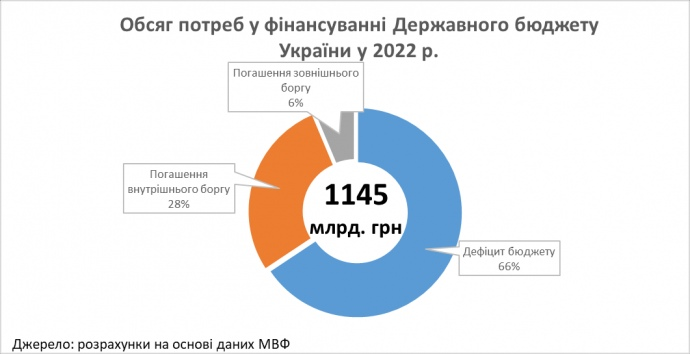 Обсяг потреб у фінансуванні Державного бюджету
України у 2022 р.
Погашення зовнішнього
боргу
6%
Погашення
внутрішнього боргу
28%
1145
млрд. грн
Дефіцит бюджету
66%
Джерело: розрахунки на основі даних МВФ